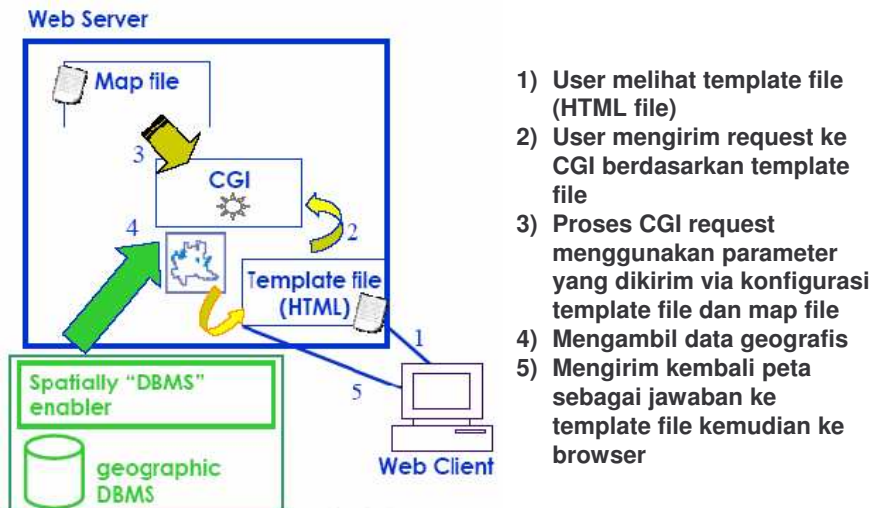 Web Server
Map file
3
CGI
4
2
Template file
(HTML)
1
5
Spatially "DBMS"
enabler
geographic
DBMS
Web Client
1) User melihat template file
(HTML file)
2) User mengirim request ke
CGI berdasarkan template
file
3) Proses CGI request
menggunakan parameter
yang dikirim via konfigurasi
template file dan map file
4) Mengambil data geografis
5) Mengirim kembali peta
sebagai jawaban ke
template file kemudian ke
browser